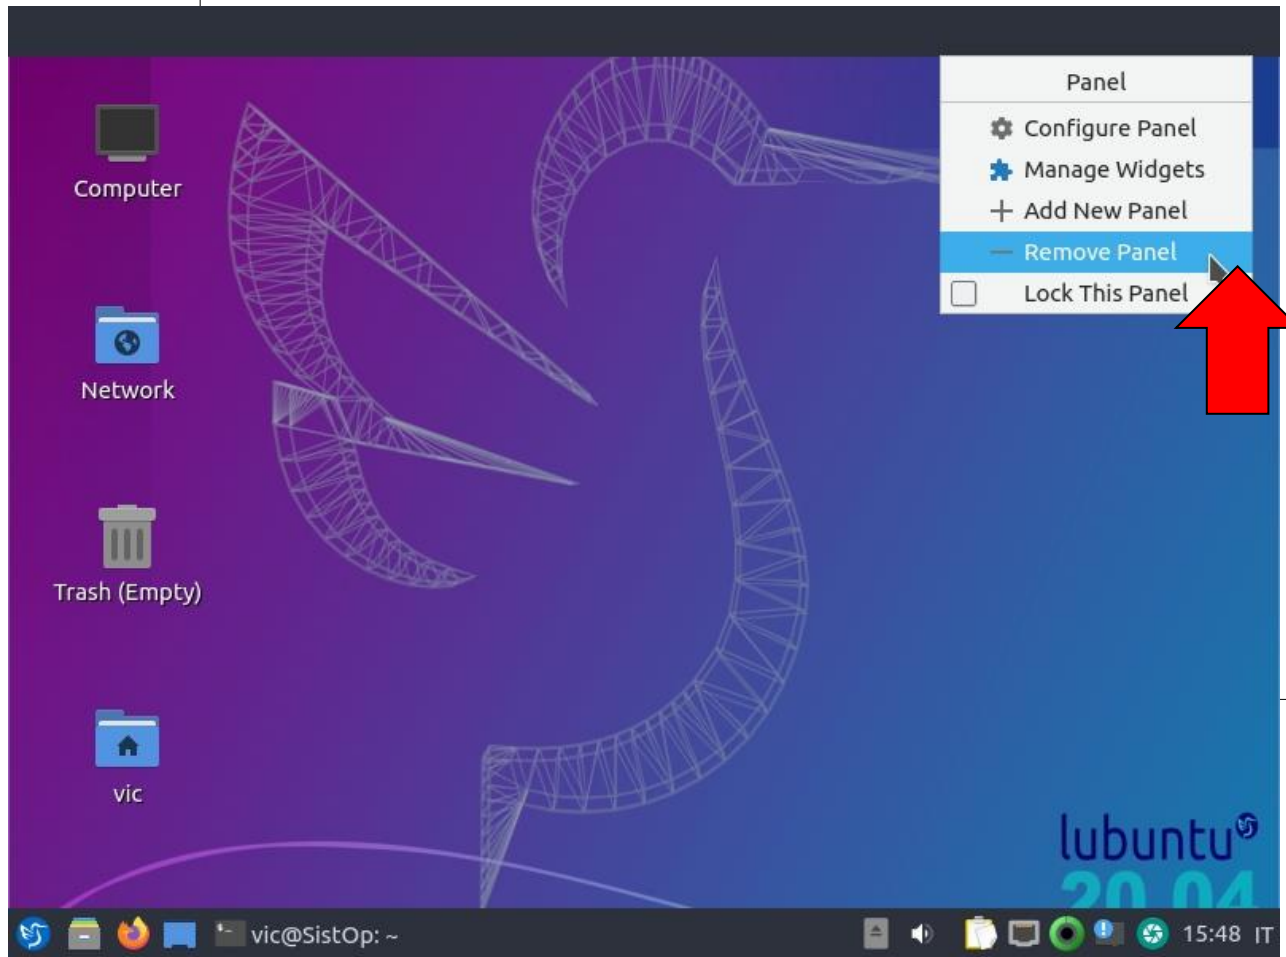 Panel
Configure Panel
Manage Widgets
Add New Panel
Remove Panel
Lock This Panel
Computer
Network
Trash (Empty)
vic
lubuntu
20.04
vic@SistOp: ~
15:48 IT